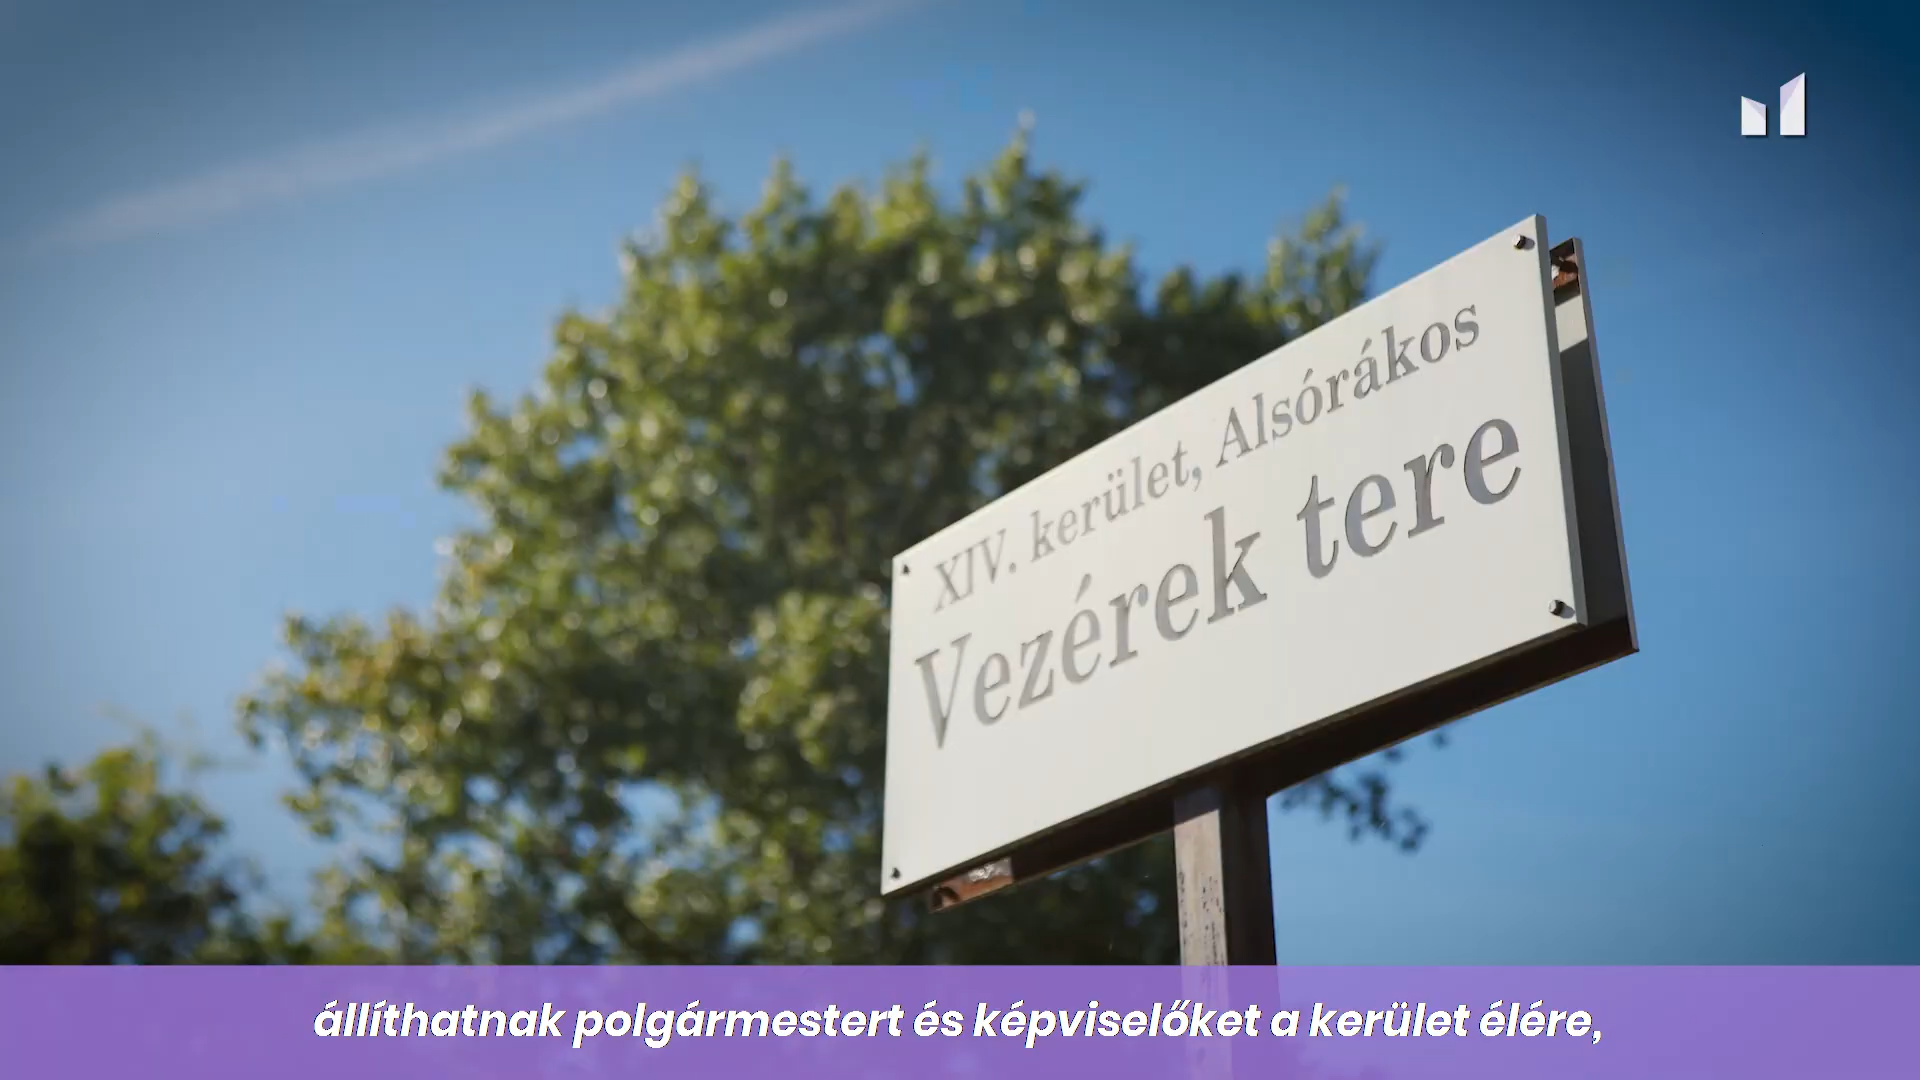 XIV. kerület, Alsórákos
Vezérek tere
állíthatnak polgármestert és képviselőket a kerület élére,